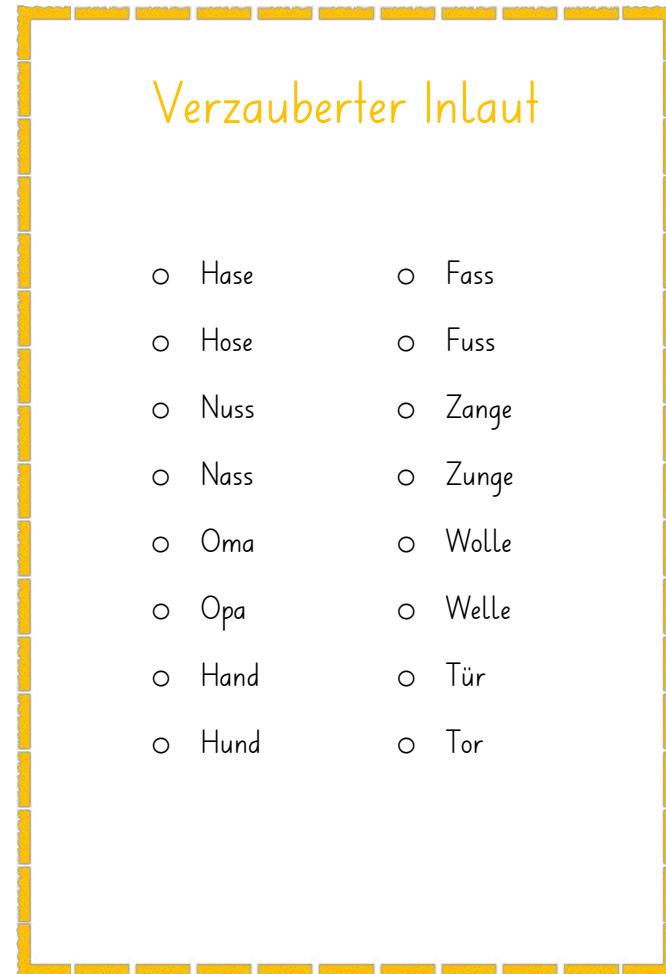 Verzauberter Inlaut
Hase
Hose
Nuss
Nass
Oma
Opa
Hand
Hund
Fass
Fuss
Zange
Zunge
Wolle
Welle
Tür
Tor